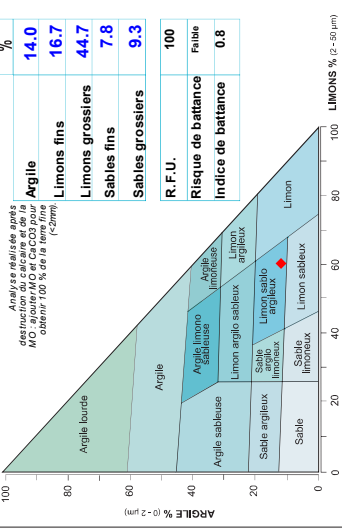 %
Analyse réalisée après
destruction du calcaire et de la
MO : ajouter MO et CaCO3 pour
obtenir 100 % de la terre fine
(<2mm).
Argile 14.0
Limons fins 16.7
Limons grossiers 44.7
Sables fins 7.8
Sables grossiers 9.3
R.F.U. 100
Risque de battance Faible
Indice de battance 0.8
ARGILE % (0 - 2 µm)
100
80
60
40
20
0
Argile lourde
Argile
Argile limono
sableuse
Argile
limoneuse
Argile sableuse
Limon argilo sableux
Limon
argileux
Sable argileux
Sable
argilo
limoneux
Limon sablo
argileux
Limon
Sable
Sable
limoneux
Limon sableux
0
20
40
60
80
100
LIMONS % (2 - 50 µm)